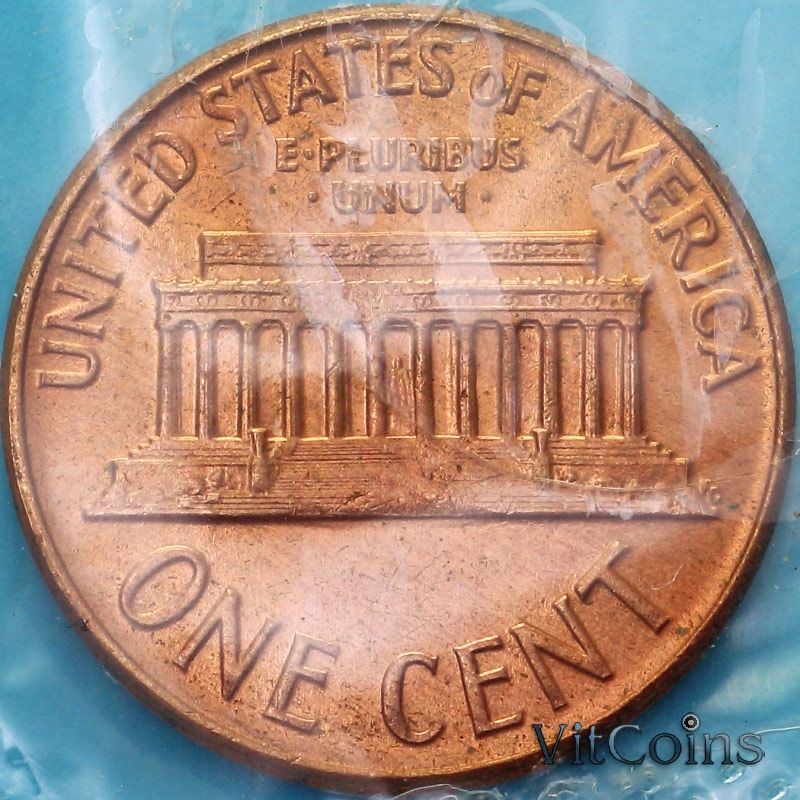 UNITED STATES OF AMERICA
E·PLURIBUS
·UNUM·
ONE CENT
VitCoins